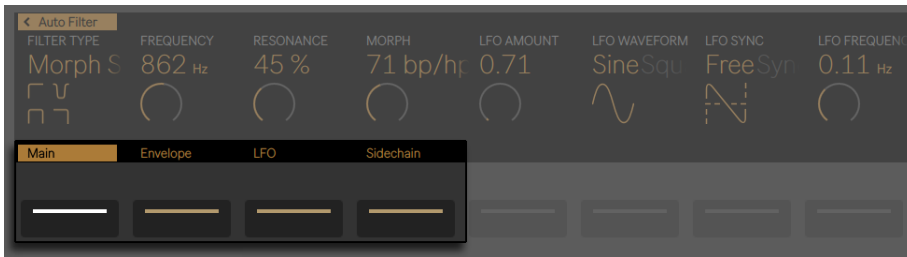 Auto Filter
FILTER TYPE FREQUENCY RESONANCE MORPH LFO AMOUNT LFO WAVEFORM LFO SYNC LFO FREQUENC
Morph S 862 Hz 45 % 71 bp/hp 0.71 Sine Squ Free Syn 0.11 Hz
Main Envelope LFO Sidechain